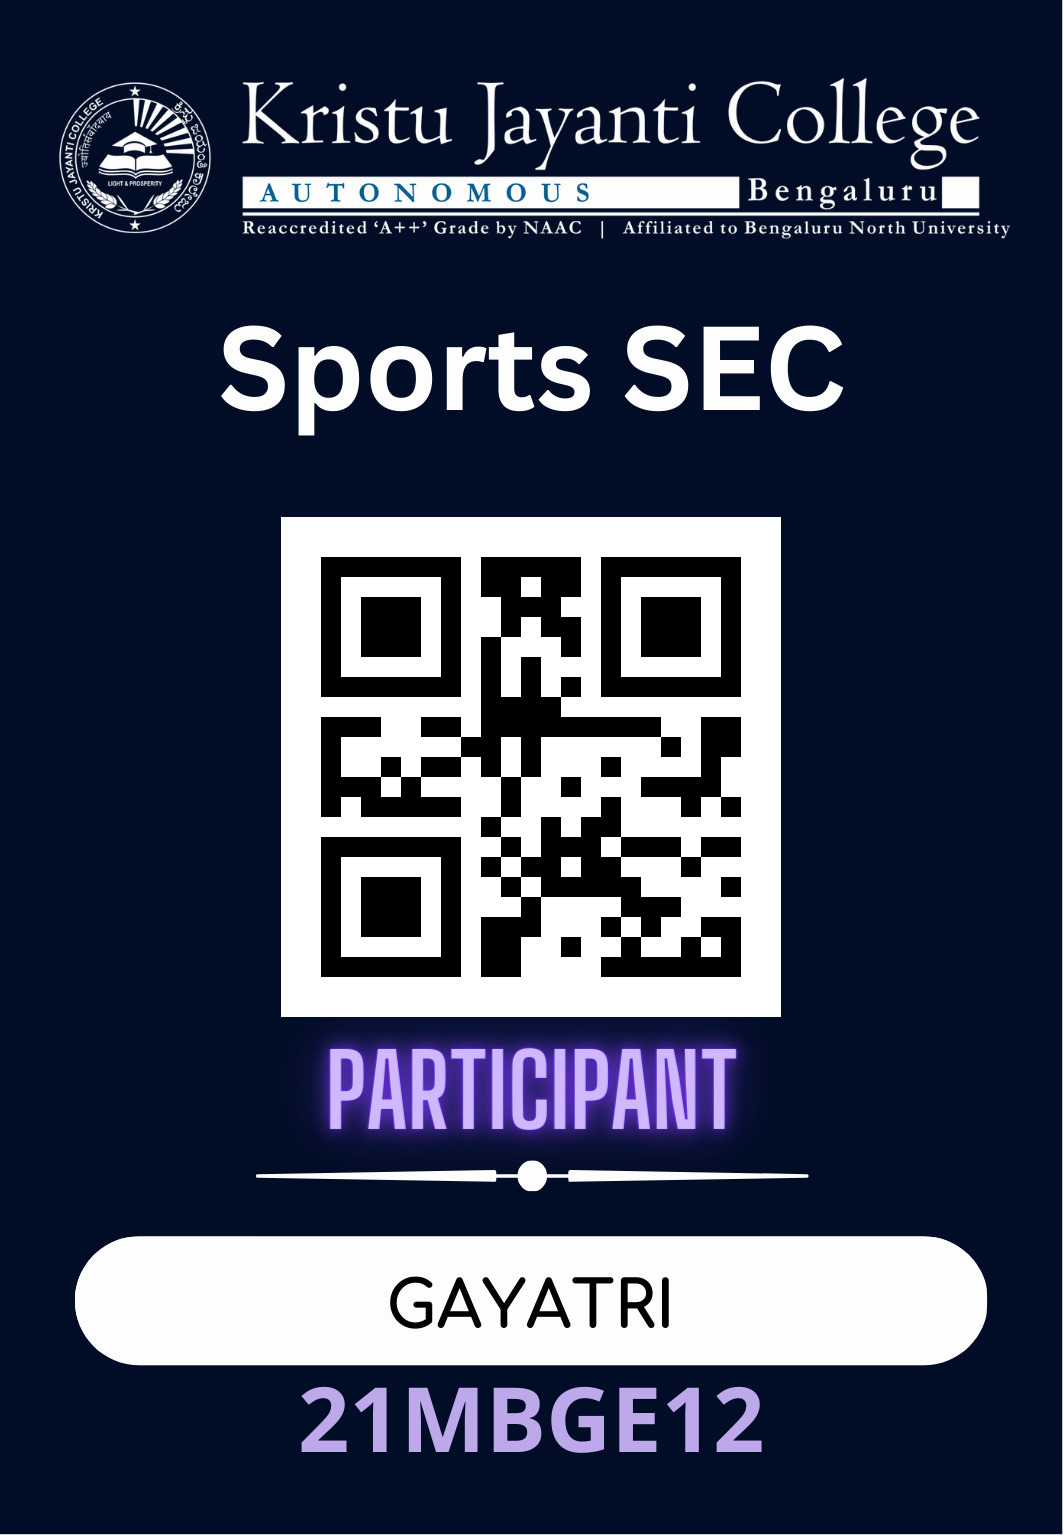 KRISTU JAYANTI COLLEGE
ಕ್ರಿಸ್ತು ಜಯಂತಿ ಕಾಲೇಜು
LIGHT & PROSPERITY
Kristu Jayanti College
AUTONOMOUS Bengaluru
Reaccredited ‘A++’ Grade by NAAC | Affiliated to Bengaluru North University
Sports SEC
PARTICIPANT
GAYATRI
21MBGE12